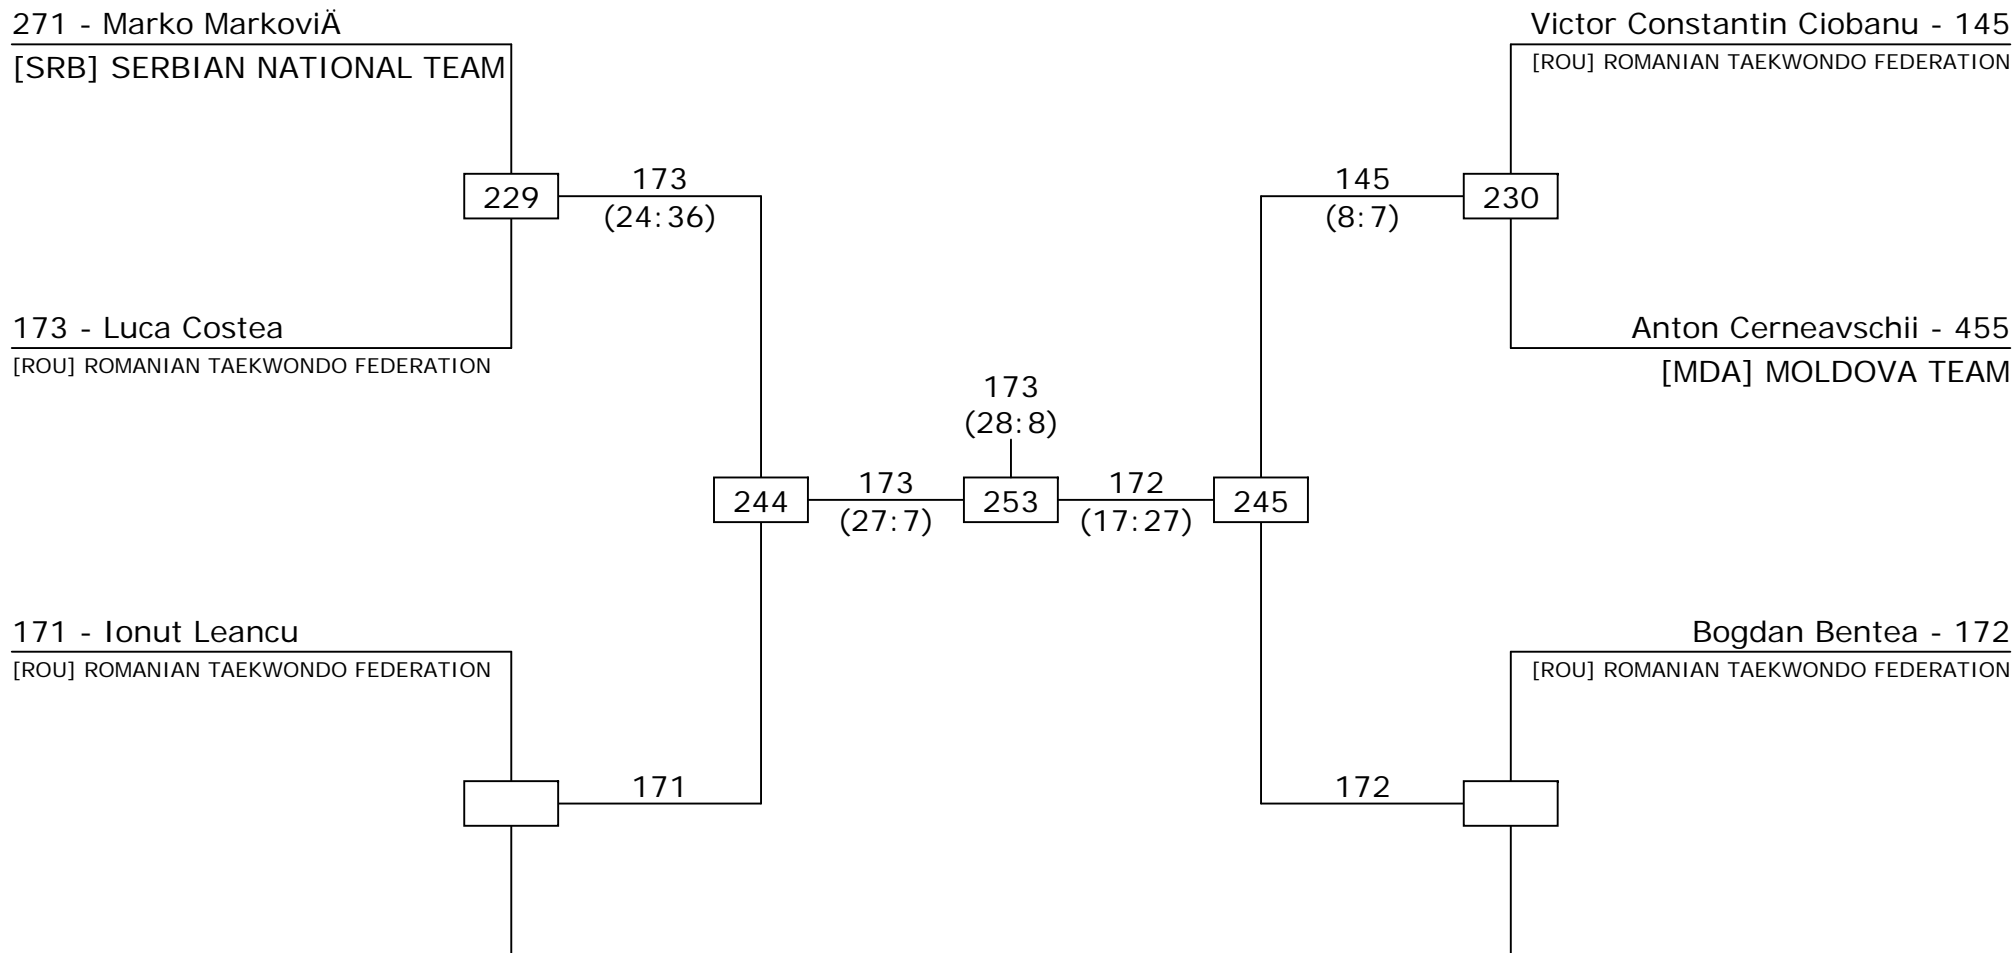 271 - Marko MarkoviÄ
[SRB] SERBIAN NATIONAL TEAM
Victor Constantin Ciobanu - 145
[ROU] ROMANIAN TAEKWONDO FEDERATION
229
173
(24:36)
145
(8:7)
230
173 - Luca Costea
[ROU] ROMANIAN TAEKWONDO FEDERATION
Anton Cerneavschii - 455
[MDA] MOLDOVA TEAM
173
(28:8)
244
173
(27:7)
253
172
(17:27)
245
171 - Ionut Leancu
[ROU] ROMANIAN TAEKWONDO FEDERATION
Bogdan Bentea - 172
[ROU] ROMANIAN TAEKWONDO FEDERATION
171
172